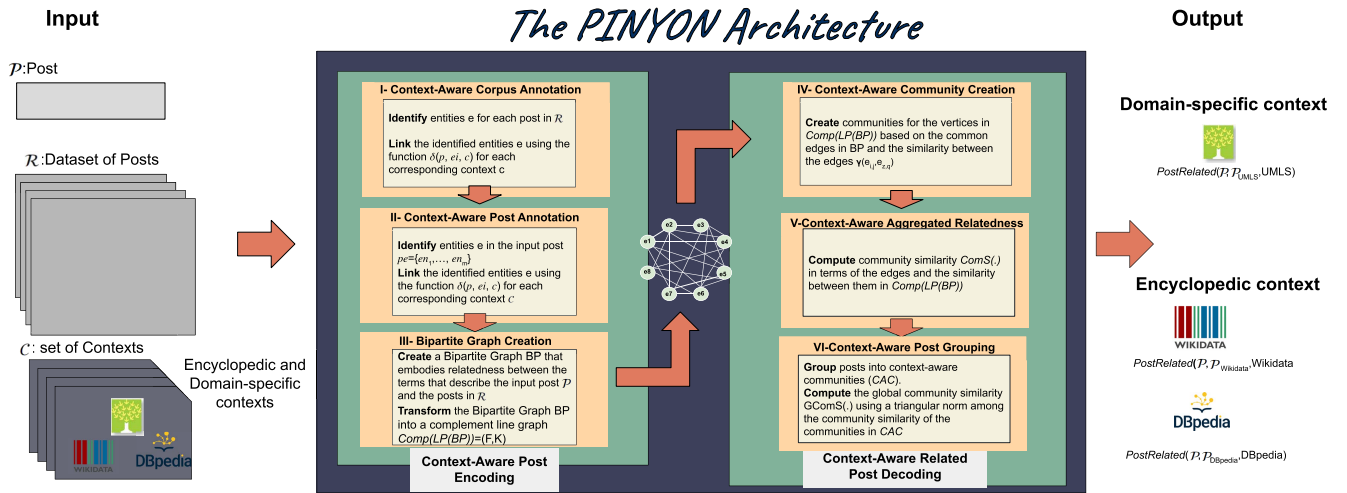 Input
The PINYON Architecture
Output
𝒫:Post
ℛ:Dataset of Posts
𝒞: set of Contexts
Encyclopedic and
Domain-specific
contexts
WIKIDATA
DBpedia
I- Context-Aware Corpus Annotation
Identify entities e for each post in ℛ
Link the identified entities e using the
function δ(p, ei, c) for each
corresponding context c
II- Context-Aware Post Annotation
Identify entities e in the input post
pe={en1,…, enm}
Link the identified entities e using
the function δ(p, ei, c) for each
corresponding context 𝒞
III- Bipartite Graph Creation
Create a Bipartite Graph BP that
embodies relatedness between the
terms that describe the input post 𝒫
and the posts in ℛ
Transform the Bipartite Graph BP
into a complement line graph
Comp(LP(BP))=(F,K)
Context-Aware Post
Encoding
e1
e2
e3
e4
e5
e6
e7
e8
IV- Context-Aware Community Creation
Create communities for the vertices in
Comp(LP(BP)) based on the common
edges in BP and the similarity between
the edges γ(ei,j,ez,q)
V-Context-Aware Aggregated Relatedness
Compute community similarity ComS(.)
in terms of the edges and the similarity
between them in Comp(LP(BP))
VI-Context-Aware Post Grouping
Group posts into context-aware
communities (CAC).
Compute the global community similarity
GComS(.) using a triangular norm among
the community similarity of the
communities in CAC
Context-Aware Related
Post Decoding
Domain-specific context
PostRelated(𝒫,𝒫UMLS,UMLS)
Encyclopedic context
WIKIDATA
PostRelated(𝒫,𝒫Wikidata,Wikidata
DBpedia
PostRelated(𝒫,𝒫DBpedia,DBpedia)